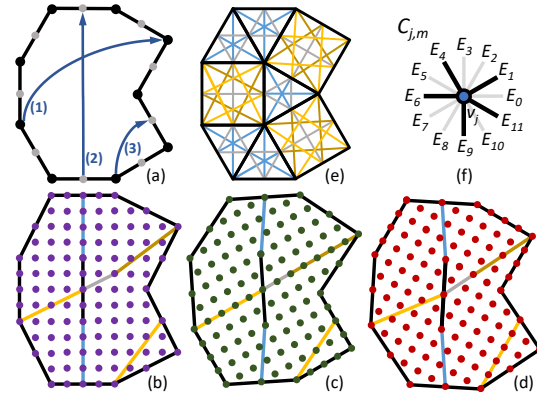 (1)
(2)
(3)
(a)
(e)
C_{j,m}
E_4
E_3
E_2
E_5
E_1
E_6
E_0
E_7
v_j
E_11
E_8
E_9
E_10
(f)
(b)
(c)
(d)